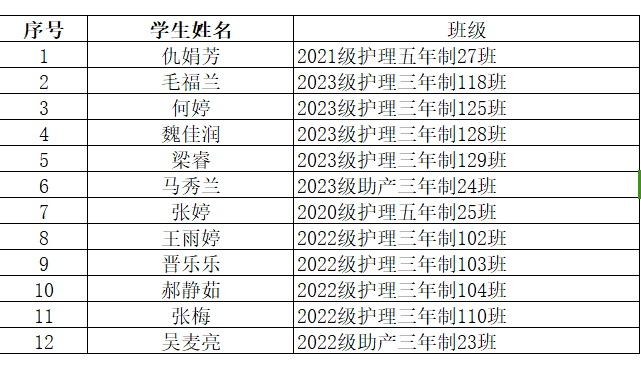 序号 学生姓名 班级
1 仇娟芳 2021级护理五年制27班
2 毛福兰 2023级护理三年制118班
3 何婷 2023级护理三年制125班
4 魏佳润 2023级护理三年制128班
5 梁睿 2023级护理三年制129班
6 马秀兰 2023级助产三年制24班
7 张婷 2020级护理五年制25班
8 王雨婷 2022级护理三年制102班
9 晋乐乐 2022级护理三年制103班
10 郝静茹 2022级护理三年制104班
11 张梅 2022级护理三年制110班
12 吴麦亮 2022级助产三年制23班